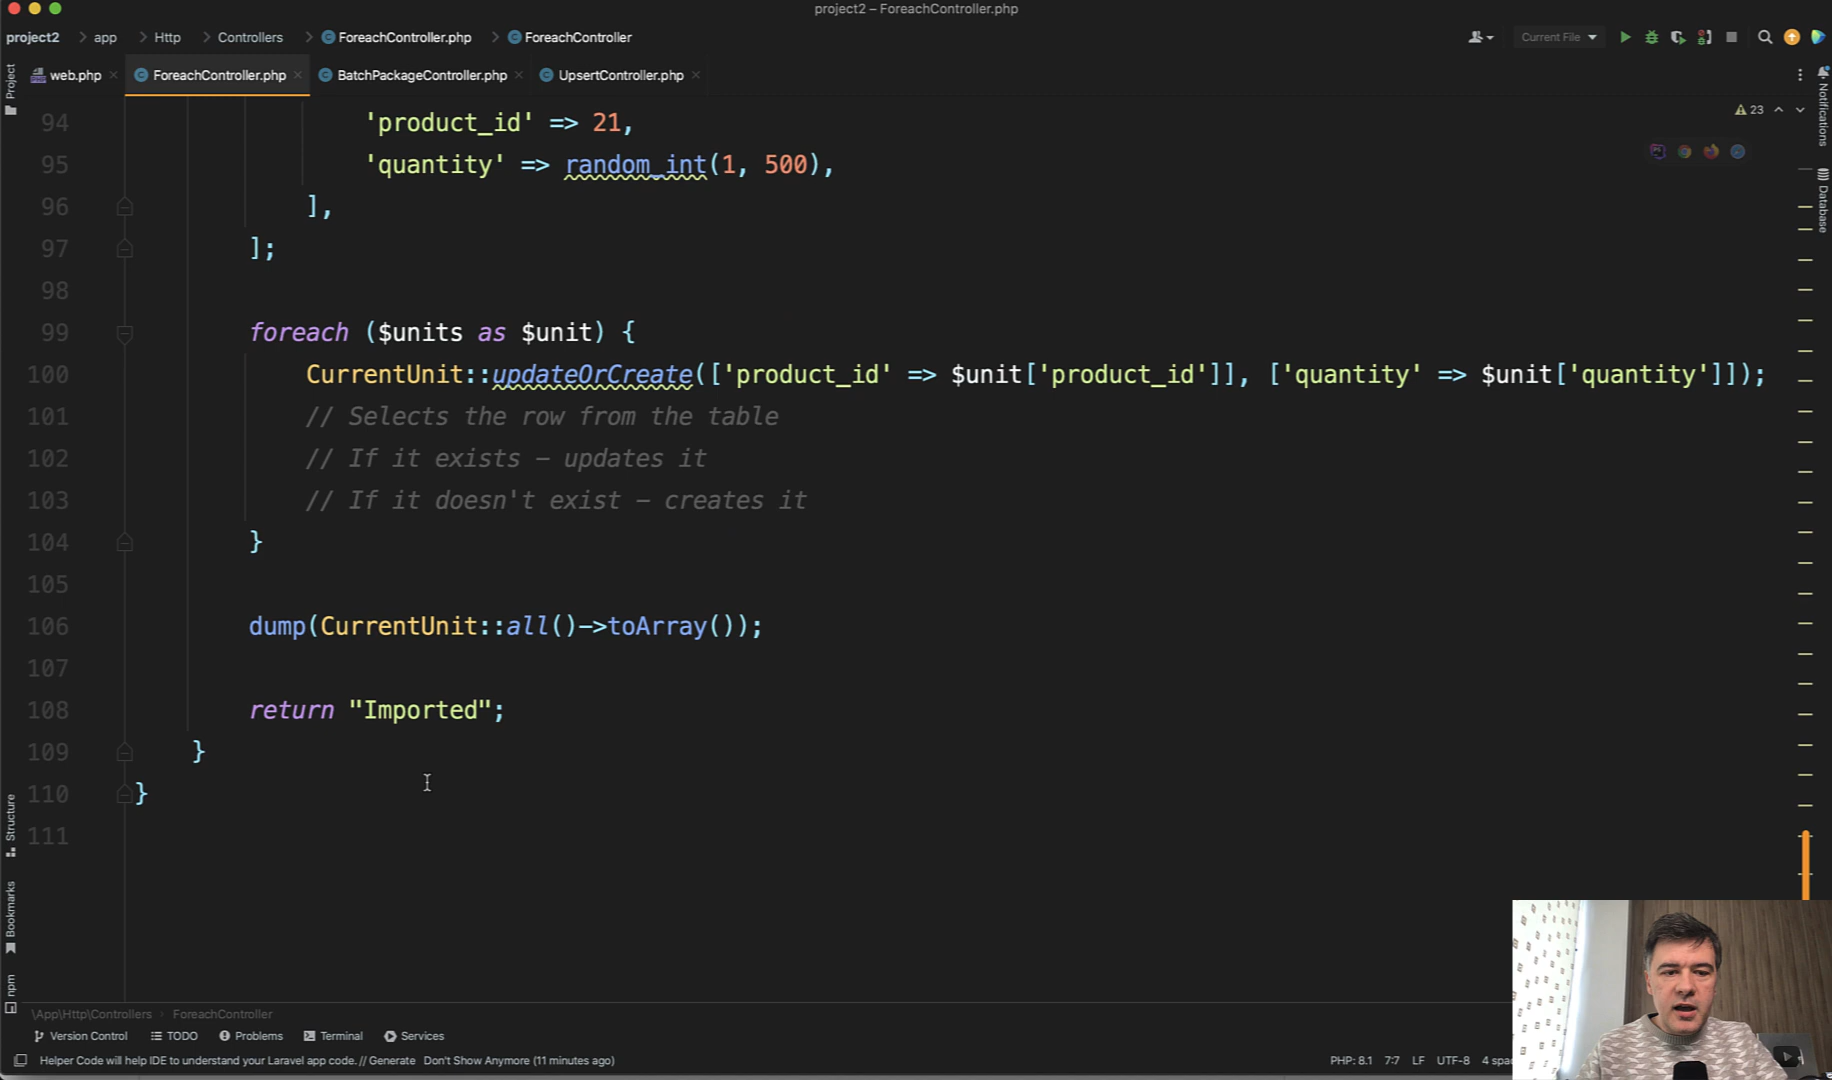 project2 – ForeachController.php
project2 app Http Controllers ForeachController.php ForeachController
Current File
web.php ForeachController.php BatchPackageController.php UpsertController.php
Project
23
Notifications
Database
94 'product_id' => 21,
95 'quantity' => random_int(1, 500),
96 ],
97 ];
98
99 foreach ($units as $unit) {
100 CurrentUnit::updateOrCreate(['product_id' => $unit['product_id']], ['quantity' => $unit['quantity']]);
101 // Selects the row from the table
102 // If it exists – updates it
103 // If it doesn't exist – creates it
104 }
105
106 dump(CurrentUnit::all()->toArray());
107
108 return "Imported";
109 }
110 }
111
Structure
Bookmarks
npm
\App\Http\Controllers ForeachController
Version Control TODO Problems Terminal Services
Helper Code will help IDE to understand your Laravel app code. // Generate Don't Show Anymore (11 minutes ago)
PHP: 8.1 7:7 LF UTF-8 4